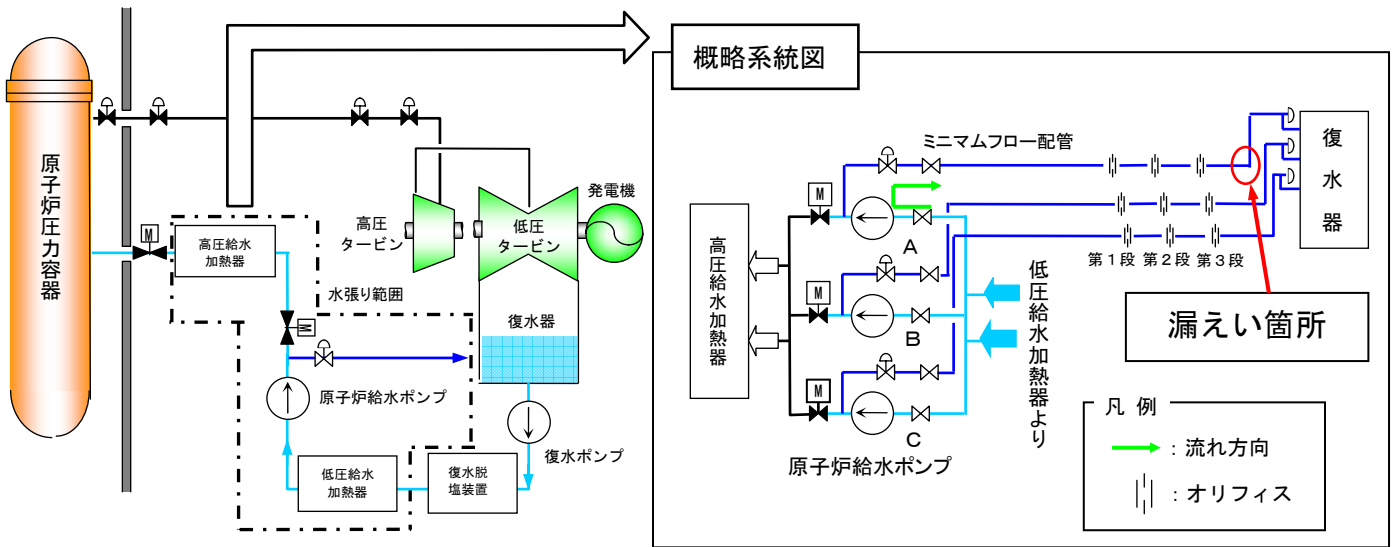 概略系統図
原子炉圧力容器
M
高圧給水
加熱器
高圧
タービン
低圧
タービン
発電機
水張り範囲
M
復水器
原子炉給水ポンプ
復水ポンプ
低圧給水
加熱器
復水脱
塩装置
ミニマムフロー配管
復水器
M
A
高圧給水加熱器
第1段
第2段
第3段
低圧給水加熱器より
M
B
漏えい箇所
M
C
原子炉給水ポンプ
凡 例
:流れ方向
:オリフィス